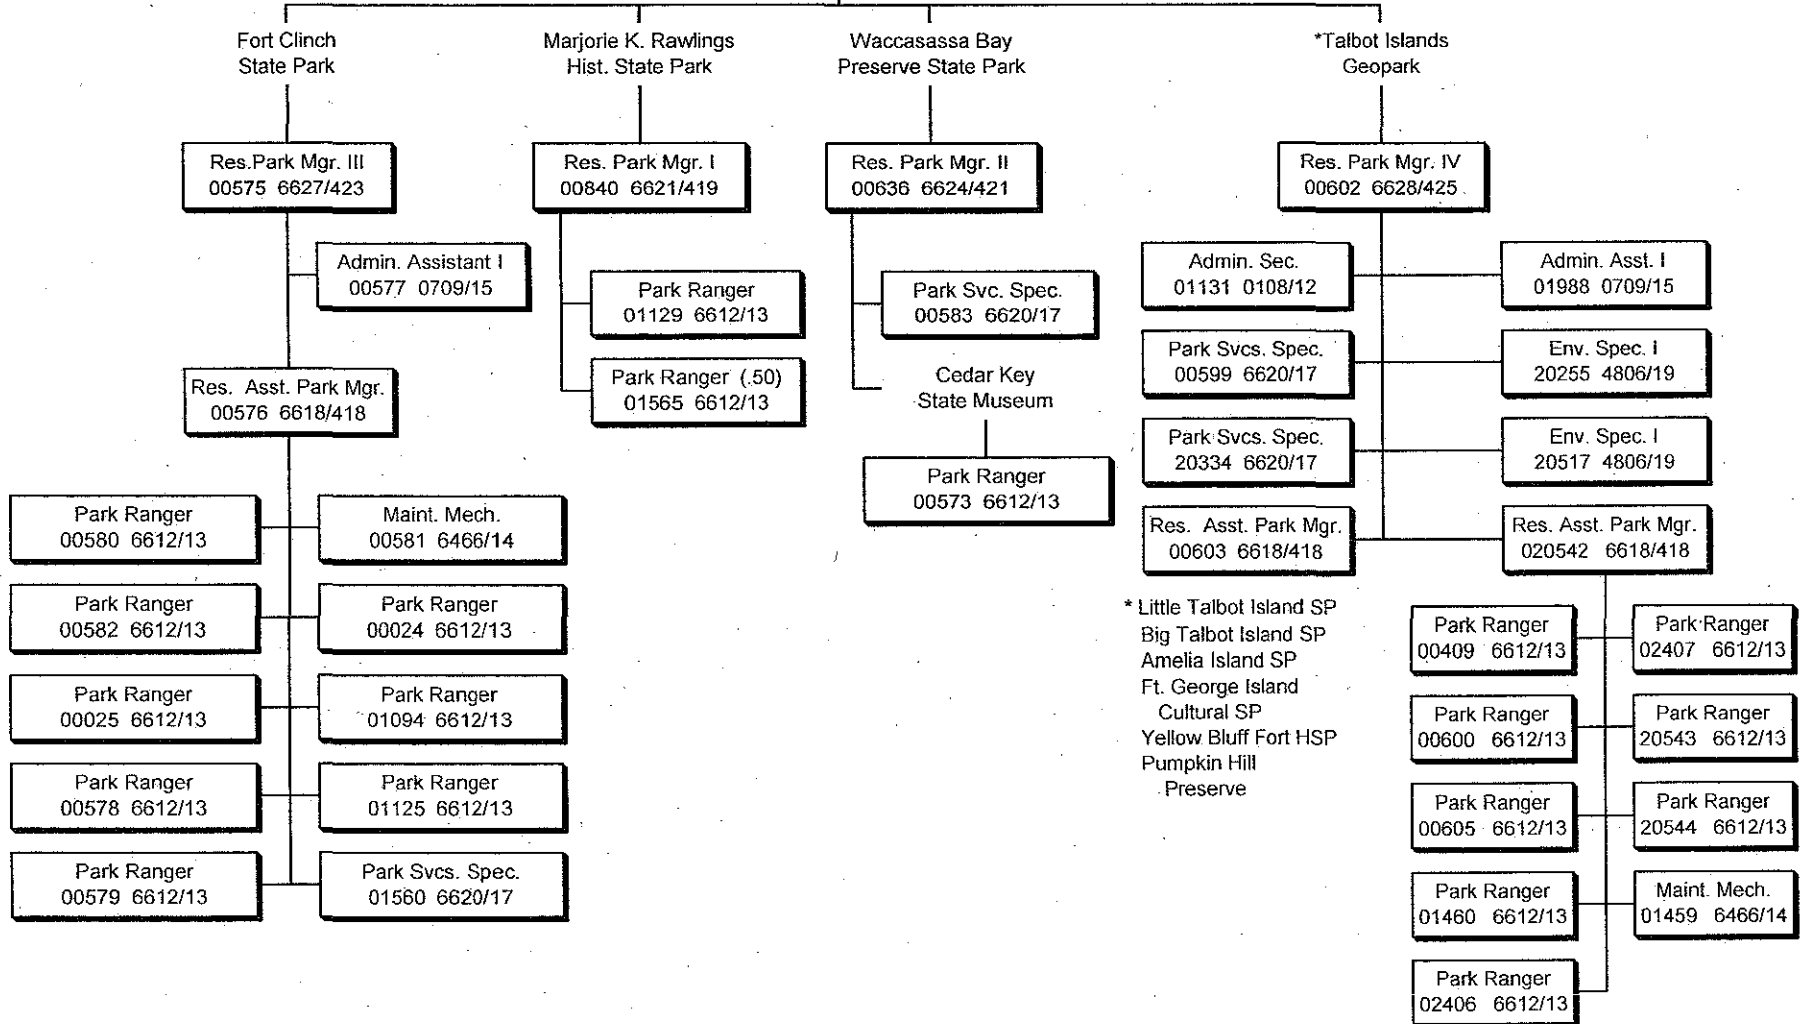 Fort Clinch
State Park
Res.Park Mgr. III
00575 6627/423
Admin. Assistant I
00577 0709/15
Res. Asst. Park Mgr.
00576 6618/418
Park Ranger
00580 6612/13
Maint. Mech.
00581 6466/14
Park Ranger
00582 6612/13
Park Ranger
00024 6612/13
Park Ranger
00025 6612/13
Park Ranger
01094 6612/13
Park Ranger
00578 6612/13
Park Ranger
01125 6612/13
Park Ranger
00579 6612/13
Park Svcs. Spec.
01560 6620/17
Marjorie K. Rawlings
Hist. State Park
Res. Park Mgr. I
00840 6621/419
Park Ranger
01129 6612/13
Park Ranger (.50)
01565 6612/13
Waccasassa Bay
Preserve State Park
Res. Park Mgr. II
00636 6624/421
Park Svc. Spec.
00583 6620/17
Cedar Key
State Museum
Park Ranger
00573 6612/13
*Talbot Islands
Geopark
Res. Park Mgr. IV
00602 6628/425
Admin. Sec.
01131 0108/12
Admin. Asst. I
01988 0709/15
Park Svcs. Spec.
00599 6620/17
Env. Spec. I
20255 4806/19
Park Svcs. Spec.
20334 6620/17
Env. Spec. I
20517 4806/19
Res. Asst. Park Mgr.
00603 6618/418
Res. Asst. Park Mgr.
020542 6618/418
* Little Talbot Island SP
Big Talbot Island SP
Amelia Island SP
Ft. George Island
Cultural SP
Yellow Bluff Fort HSP
Pumpkin Hill
Preserve
Park Ranger
00409 6612/13
Park Ranger
02407 6612/13
Park Ranger
00600 6612/13
Park Ranger
20543 6612/13
Park Ranger
00605 6612/13
Park Ranger
20544 6612/13
Park Ranger
01460 6612/13
Maint. Mech.
01459 6466/14
Park Ranger
02406 6612/13